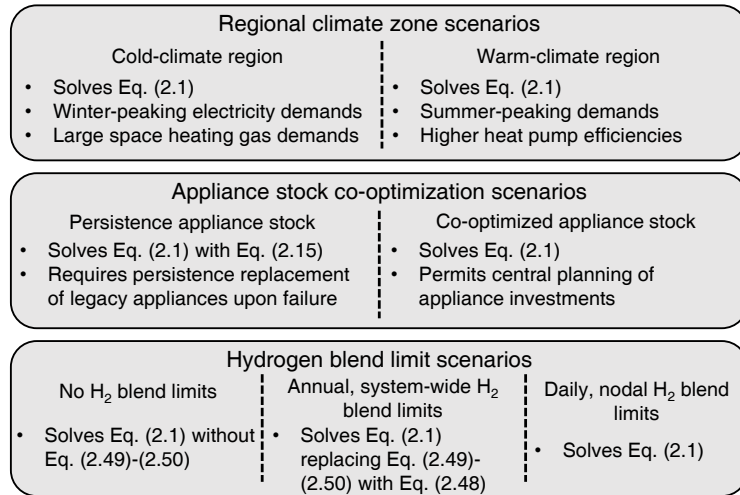 Regional climate zone scenarios
Cold-climate region
• Solves Eq. (2.1)
• Winter-peaking electricity demands
• Large space heating gas demands
Warm-climate region
• Solves Eq. (2.1)
• Summer-peaking demands
• Higher heat pump efficiencies
Appliance stock co-optimization scenarios
Persistence appliance stock
• Solves Eq. (2.1) with Eq. (2.15)
• Requires persistence replacement
of legacy appliances upon failure
Co-optimized appliance stock
• Solves Eq. (2.1)
• Permits central planning of
appliance investments
Hydrogen blend limit scenarios
No H₂ blend limits
• Solves Eq. (2.1) without
Eq. (2.49)-(2.50)
Annual, system-wide H₂
blend limits
• Solves Eq. (2.1)
replacing Eq. (2.49)-
(2.50) with Eq. (2.48)
Daily, nodal H₂ blend
limits
• Solves Eq. (2.1)